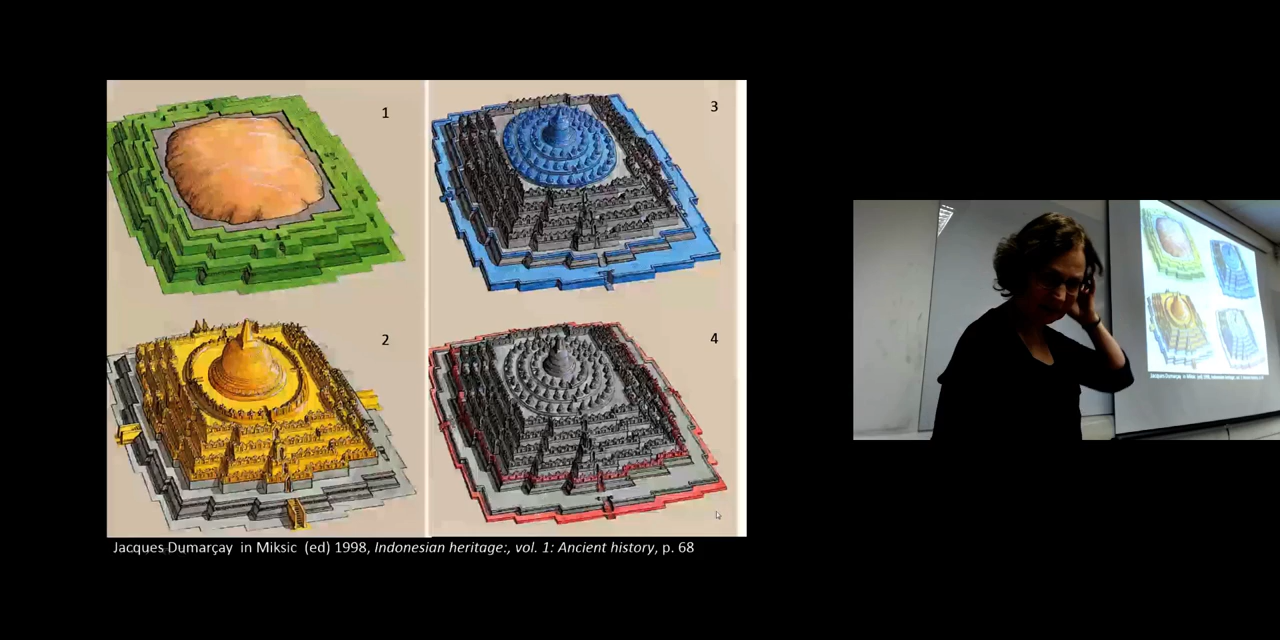 1
3
2
4
Jacques Dumarçay in Miksic (ed) 1998, Indonesian heritage:, vol. 1: Ancient history, p. 68